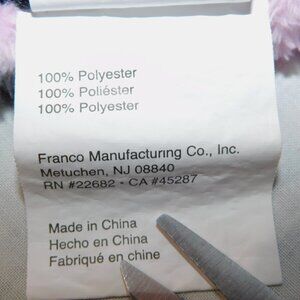 100% Polyester
100% Poliéster
100% Polyester
Franco Manufacturing Co., Inc.
Metuchen, NJ 08840
RN #22682 - CA #45287
Made in China
Hecho en China
Fabriqué en chine